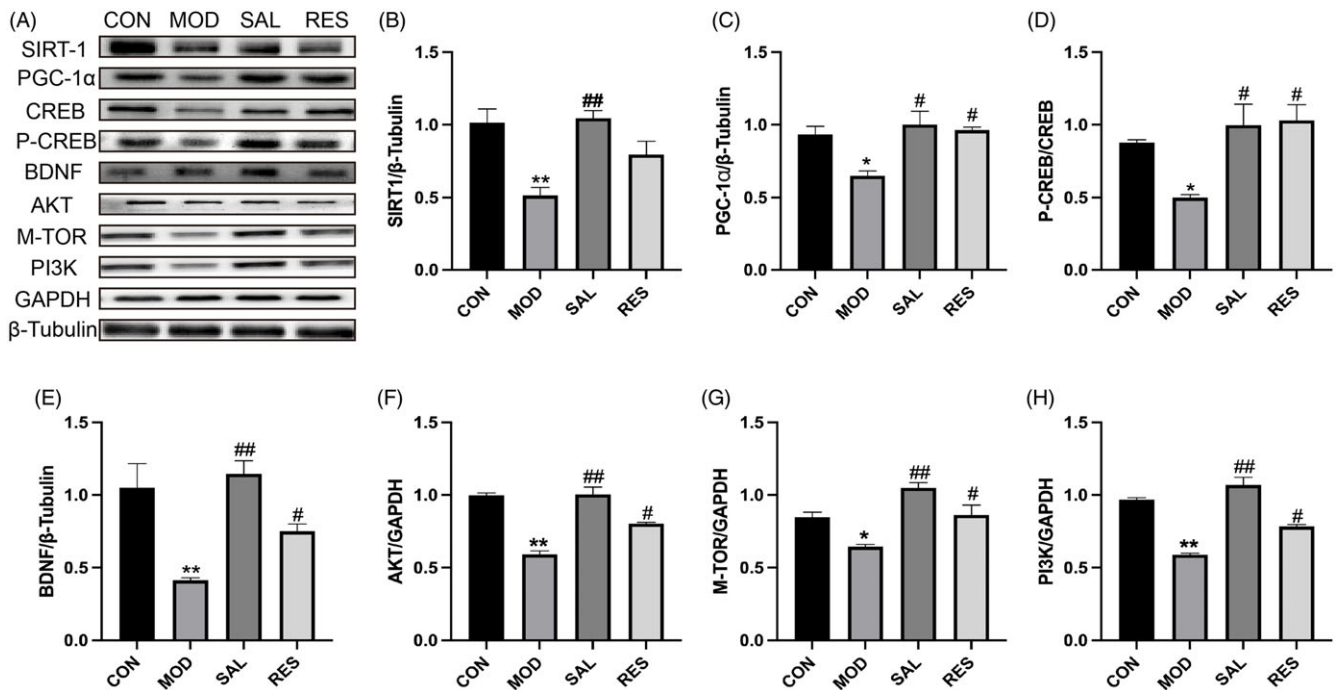 (A)
CON MOD SAL RES
SIRT-1
PGC-1α
CREB
P-CREB
BDNF
AKT
M-TOR
PI3K
GAPDH
β-Tubulin
(B)
SIRT1/β-Tubulin
1.5
1.0
0.5
0.0
**
##
CON MOD SAL RES
(C)
PGC-1α/β-Tubulin
1.5
1.0
0.5
0.0
*
#
#
CON MOD SAL RES
(D)
P-CREB/CREB
1.5
1.0
0.5
0.0
*
#
#
CON MOD SAL RES
(E)
BDNF/β-Tubulin
1.5
1.0
0.5
0.0
**
##
#
CON MOD SAL RES
(F)
AKT/GAPDH
1.5
1.0
0.5
0.0
**
##
#
CON MOD SAL RES
(G)
M-TOR/GAPDH
1.5
1.0
0.5
0.0
*
##
#
CON MOD SAL RES
(H)
PI3K/GAPDH
1.5
1.0
0.5
0.0
**
##
#
CON MOD SAL RES